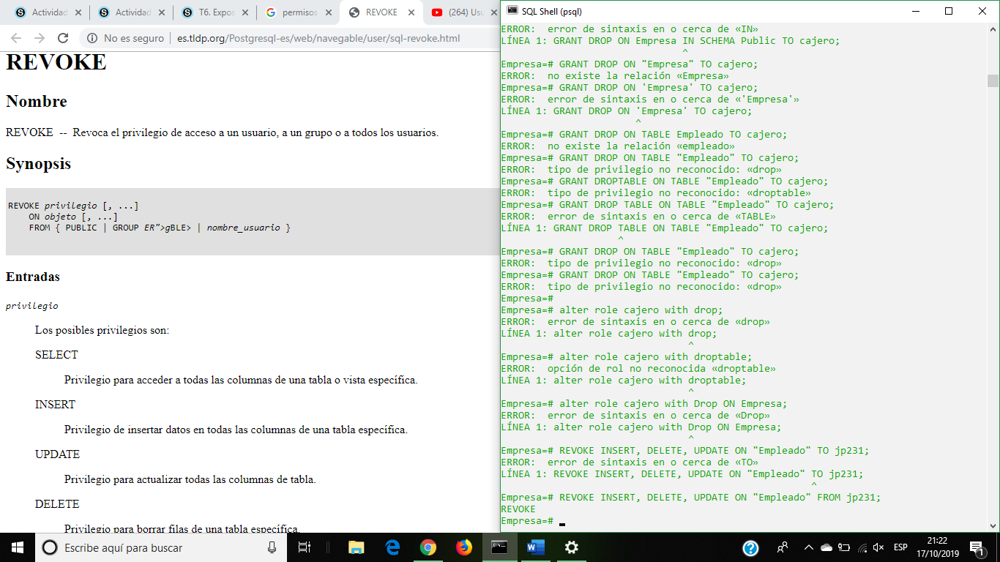 Actividad
Actividad
T6. Expos
permisos
REVOKE
(264) Usu
No es seguro | es.tldp.org/Postgresql-es/web/navegable/user/sql-revoke.html
REVOKE
Nombre
REVOKE -- Revoca el privilegio de acceso a un usuario, a un grupo o a todos los usuarios.
Synopsis
REVOKE privilegio [, ...]
ON objeto [, ...]
FROM { PUBLIC | GROUP ER">gBLE> | nombre_usuario }
Entradas
privilegio
Los posibles privilegios son:
SELECT
Privilegio para acceder a todas las columnas de una tabla o vista específica.
INSERT
Privilegio de insertar datos en todas las columnas de una tabla específica.
UPDATE
Privilegio para actualizar todas las columnas de tabla.
DELETE
Privilegio para borrar filas de una tabla específica.
SQL Shell (psql)
ERROR:  error de sintaxis en o cerca de «IN»
LÍNEA 1: GRANT DROP ON Empresa IN SCHEMA Public TO cajero;
^
Empresa=# GRANT DROP ON "Empresa" TO cajero;
ERROR:  no existe la relación «Empresa»
Empresa=# GRANT DROP ON 'Empresa' TO cajero;
ERROR:  error de sintaxis en o cerca de «'Empresa'»
LÍNEA 1: GRANT DROP ON 'Empresa' TO cajero;
^
Empresa=# GRANT DROP ON TABLE Empleado TO cajero;
ERROR:  no existe la relación «empleado»
Empresa=# GRANT DROP ON TABLE "Empleado" TO cajero;
ERROR:  tipo de privilegio no reconocido: «drop»
Empresa=# GRANT DROPTABLE ON TABLE "Empleado" TO cajero;
ERROR:  tipo de privilegio no reconocido: «droptable»
Empresa=# GRANT DROP TABLE ON TABLE "Empleado" TO cajero;
ERROR:  error de sintaxis en o cerca de «TABLE»
LÍNEA 1: GRANT DROP TABLE ON TABLE "Empleado" TO cajero;
^
Empresa=# GRANT DROP ON TABLE "Empleado" TO cajero;
ERROR:  tipo de privilegio no reconocido: «drop»
Empresa=# GRANT DROP ON TABLE "Empleado" TO cajero;
ERROR:  tipo de privilegio no reconocido: «drop»
Empresa=#
Empresa=# alter role cajero with drop;
ERROR:  error de sintaxis en o cerca de «drop»
LÍNEA 1: alter role cajero with drop;
^
Empresa=# alter role cajero with droptable;
ERROR:  opción de rol no reconocida «droptable»
LÍNEA 1: alter role cajero with droptable;
^
Empresa=# alter role cajero with Drop ON Empresa;
ERROR:  error de sintaxis en o cerca de «Drop»
LÍNEA 1: alter role cajero with Drop ON Empresa;
^
Empresa=# REVOKE INSERT, DELETE, UPDATE ON "Empleado" TO jp231;
ERROR:  error de sintaxis en o cerca de «TO»
LÍNEA 1: REVOKE INSERT, DELETE, UPDATE ON "Empleado" TO jp231;
^
Empresa=# REVOKE INSERT, DELETE, UPDATE ON "Empleado" FROM jp231;
REVOKE
Empresa=#
Escribe aquí para buscar
ESP
21:22
17/10/2019
1